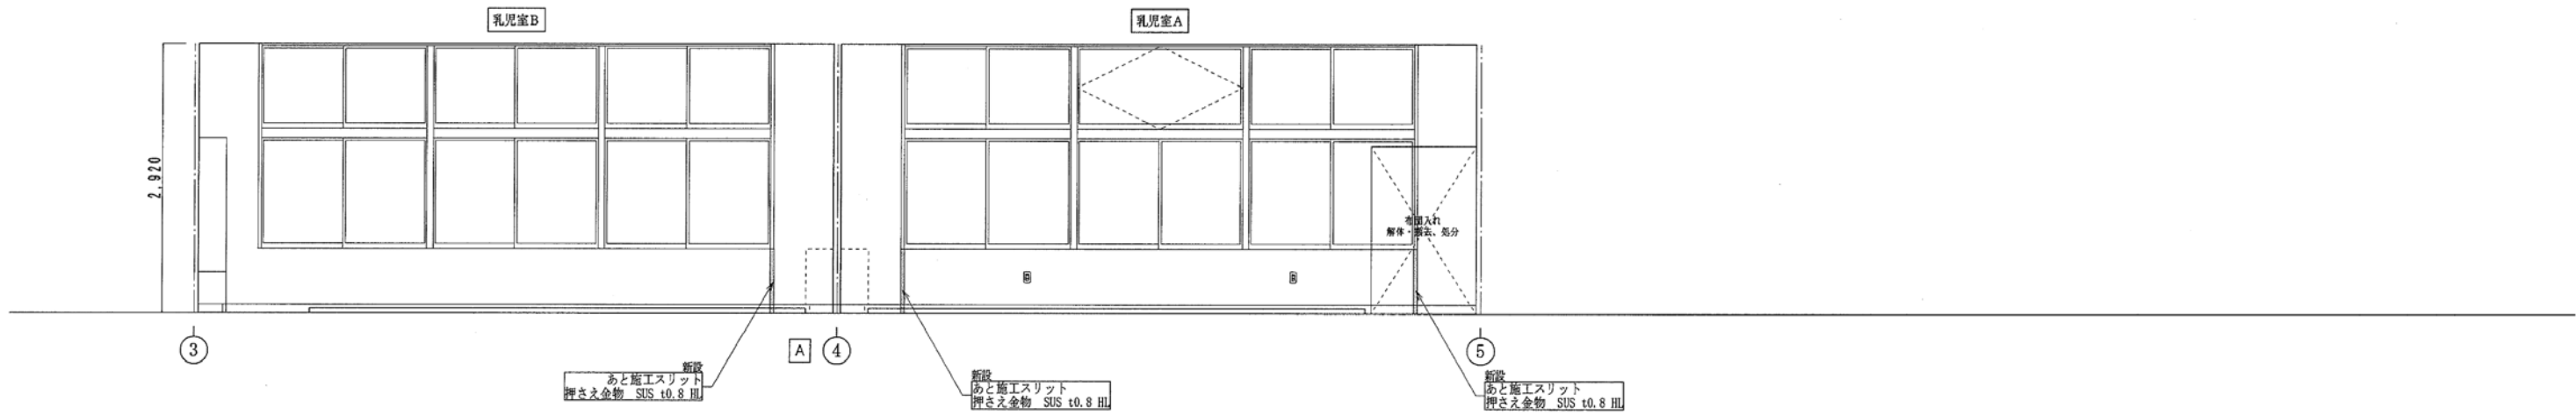 乳児室B
乳児室A
2,920
布団入れ
解体・撤去、処分
3
A
4
5
新設
あと施工スリット
押さえ金物 SUS t0.8 HL
新設
あと施工スリット
押さえ金物 SUS t0.8 HL
新設
あと施工スリット
押さえ金物 SUS t0.8 HL